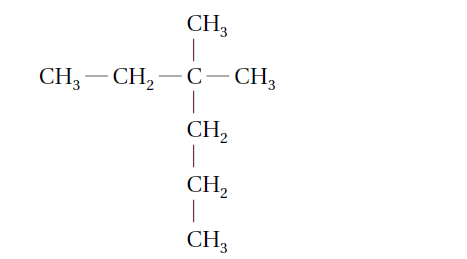 CH₃
CH₃ — CH₂ — C — CH₃
CH₂
CH₂
CH₃